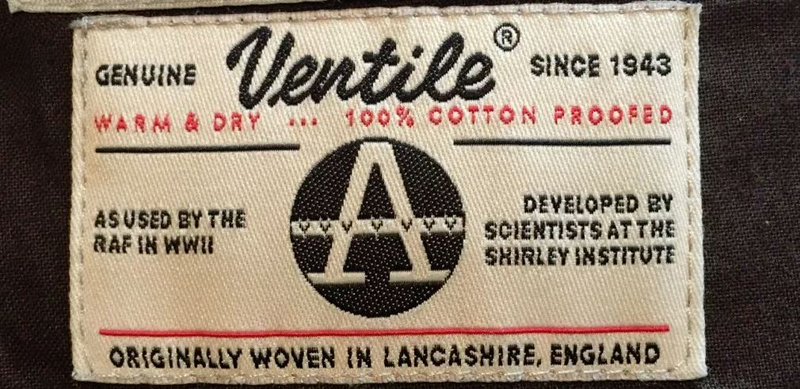 GENUINE Ventile® SINCE 1943
WARM & DRY ... 100% COTTON PROOFED
AS USED BY THE
RAF IN WWII
A
DEVELOPED BY
SCIENTISTS AT THE
SHIRLEY INSTITUTE
ORIGINALLY WOVEN IN LANCASHIRE, ENGLAND